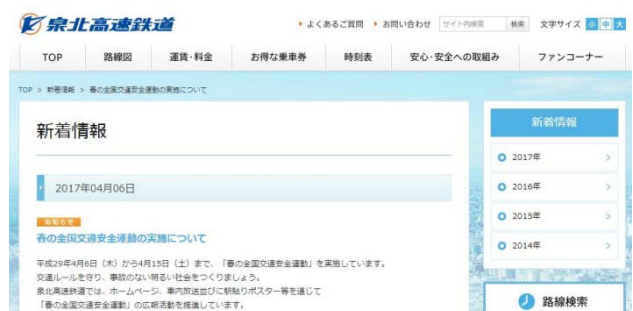 泉北高速鉄道
よくあるご質問 お問い合わせ サイト内検索 検索 文字サイズ 小 中 大
TOP 路線図 運賃・料金 お得な乗車券 時刻表 安心・安全への取組み ファンコーナー
TOP > 新着情報 > 春の全国交通安全運動の実施について
新着情報
2017年04月06日
お知らせ
春の全国交通安全運動の実施について
平成29年4月6日（木）から4月15日（土）まで、「春の全国交通安全運動」を実施しています。
交通ルールを守り、事故のない明るい社会をつくりましょう。
泉北高速鉄道では、ホームページ、車内放送並びに駅貼りポスター等を通じて
「春の全国交通安全運動」の広報活動を推進しています。
新着情報
2017年
2016年
2015年
2014年
路線検索